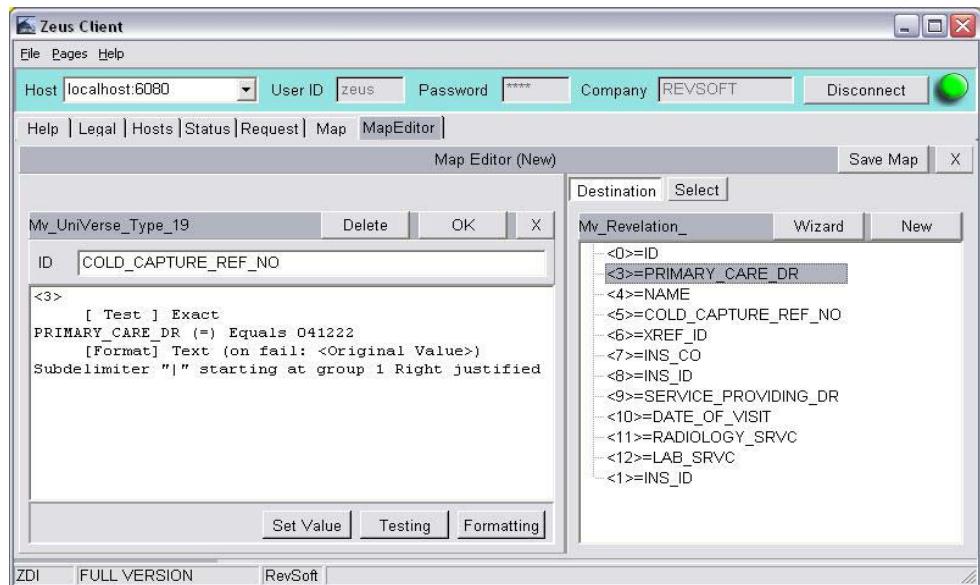 Zeus Client
File Pages Help
Host localhost:6080 User ID zeus Password **** Company REVSOFT Disconnect
Help Legal Hosts Status Request Map MapEditor
Map Editor (New) Save Map X
Destination Select
Mv_UniVerse_Type_19 Delete OK X
ID COLD_CAPTURE_REF_NO
<3>
[ Test ] Exact
PRIMARY_CARE_DR (=) Equals 041222
[Format] Text (on fail: <Original Value>)
Subdelimiter "|" starting at group 1 Right justified
Set Value Testing Formatting
Mv_Revelation_ Wizard New
<0>=ID
<3>=PRIMARY_CARE_DR
<4>=NAME
<5>=COLD_CAPTURE_REF_NO
<6>=XREF_ID
<7>=INS_CO
<8>=INS_ID
<9>=SERVICE_PROVIDING_DR
<10>=DATE_OF_VISIT
<11>=RADIOLOGY_SRVC
<12>=LAB_SRVC
<1>=INS_ID
ZDI FULL VERSION RevSoft